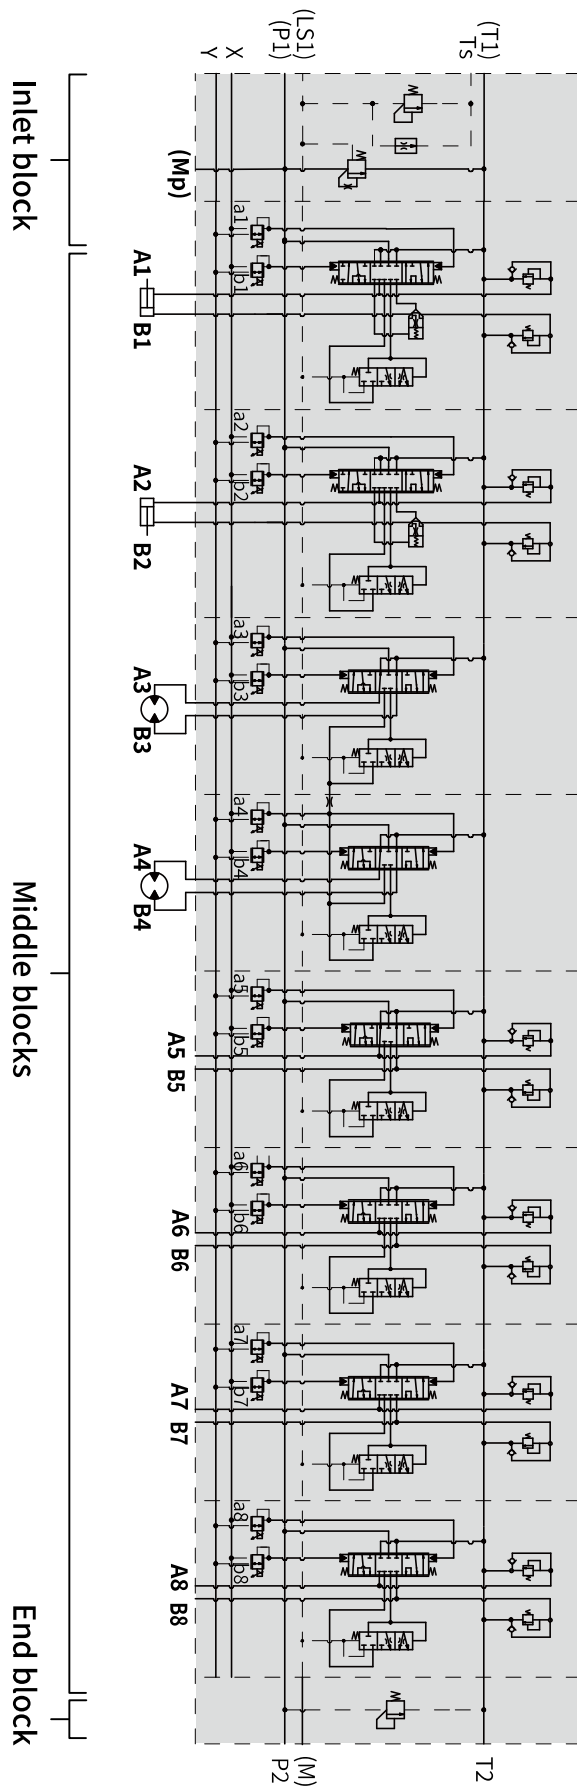 (T1)
Ts
(LS1)
(P1)
X
Y
Inlet block
(Mp)
a1
b1
A1
B1
a2
b2
A2
B2
a3
b3
A3
B3
a4
b4
A4
B4
a5
b5
A5
B5
a6
b6
A6
B6
a7
b7
A7
B7
a8
b8
A8
B8
Middle blocks
End block
T2
(M)
P2